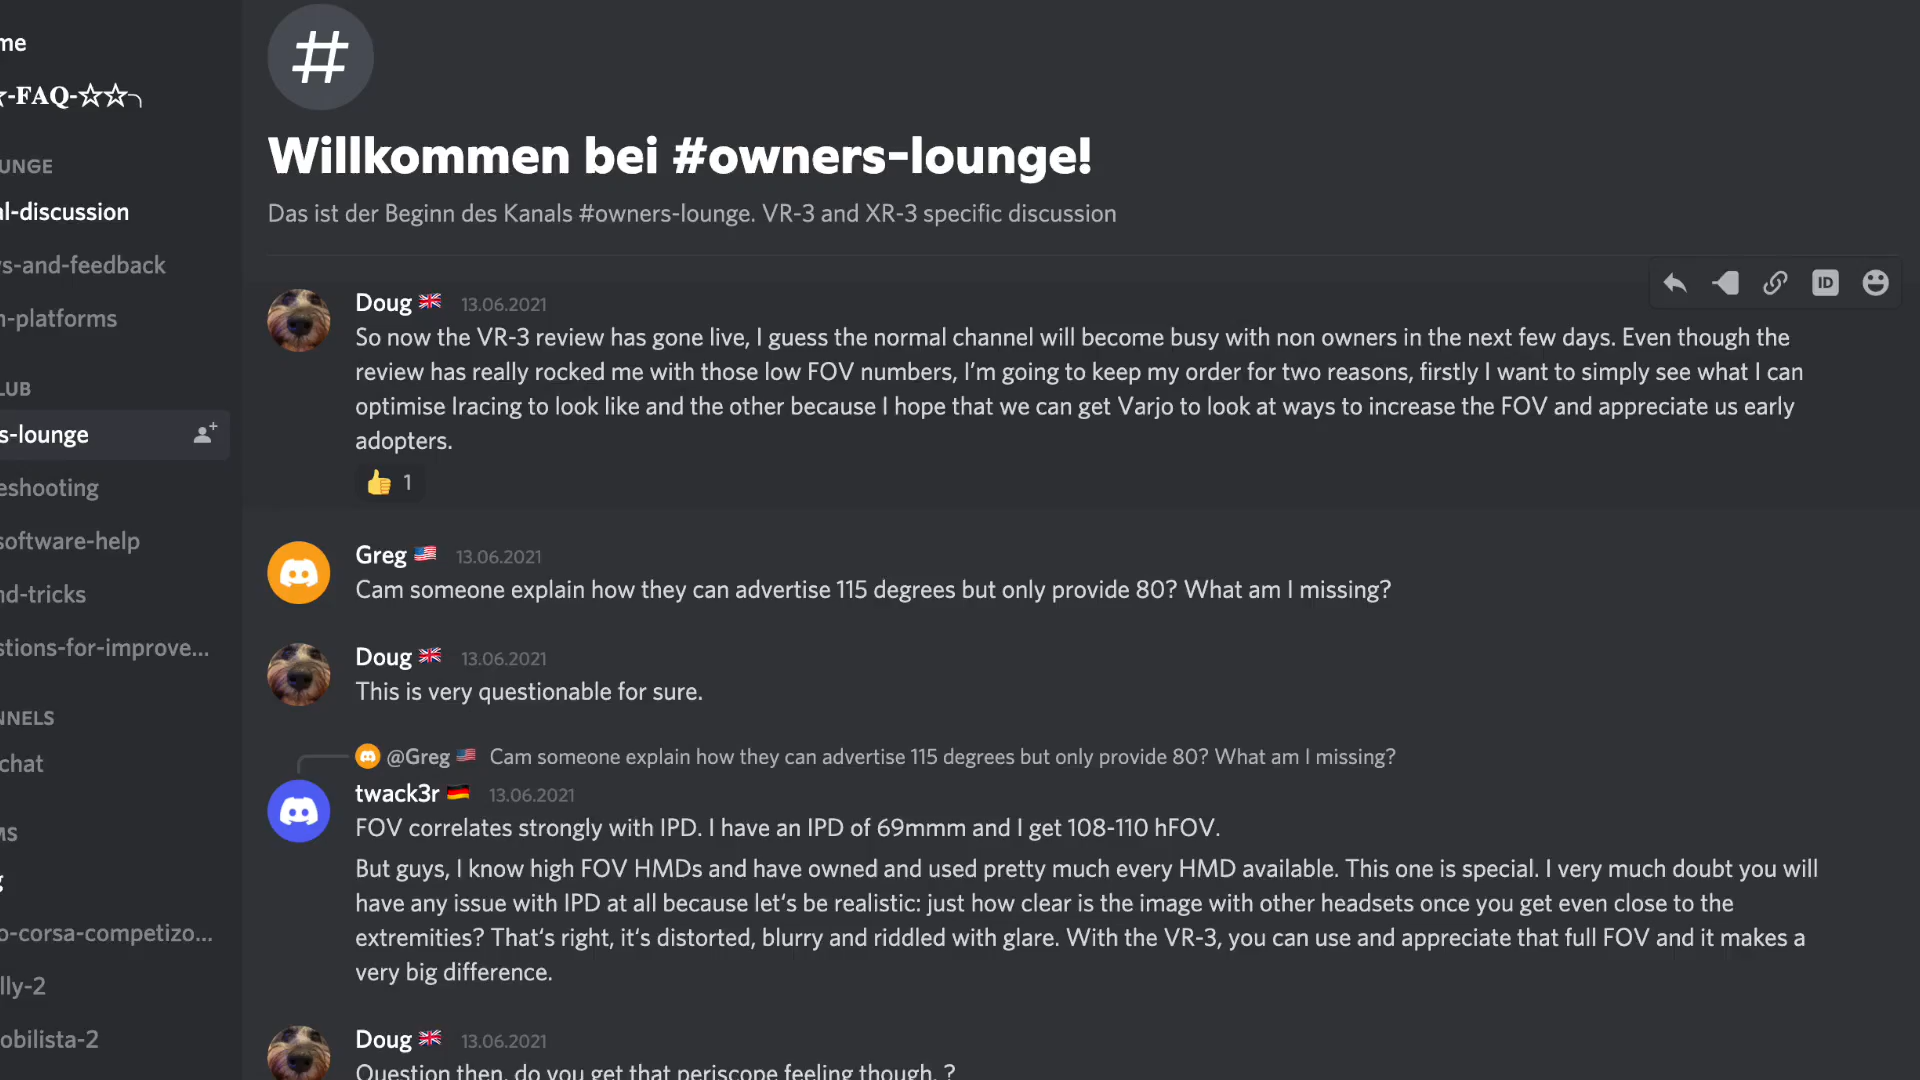 me
-FAQ-☆☆╮
UNGE
l-discussion
s-and-feedback
-platforms
LUB
s-lounge
eshooting
software-help
nd-tricks
stions-for-improve...
NNELS
chat
MS
o-corsa-competizo...
lly-2
obilista-2
#
Willkommen bei #owners-lounge!
Das ist der Beginn des Kanals #owners-lounge. VR-3 and XR-3 specific discussion
ID
Doug 🇬🇧 13.06.2021
So now the VR-3 review has gone live, I guess the normal channel will become busy with non owners in the next few days. Even though the
review has really rocked me with those low FOV numbers, I'm going to keep my order for two reasons, firstly I want to simply see what I can
optimise Iracing to look like and the other because I hope that we can get Varjo to look at ways to increase the FOV and appreciate us early
adopters.
👍 1
Greg 🇺🇸 13.06.2021
Cam someone explain how they can advertise 115 degrees but only provide 80? What am I missing?
Doug 🇬🇧 13.06.2021
This is very questionable for sure.
@Greg 🇺🇸 Cam someone explain how they can advertise 115 degrees but only provide 80? What am I missing?
twack3r 🇩🇪 13.06.2021
FOV correlates strongly with IPD. I have an IPD of 69mmm and I get 108-110 hFOV.
But guys, I know high FOV HMDs and have owned and used pretty much every HMD available. This one is special. I very much doubt you will
have any issue with IPD at all because let‘s be realistic: just how clear is the image with other headsets once you get even close to the
extremities? That‘s right, it‘s distorted, blurry and riddled with glare. With the VR-3, you can use and appreciate that full FOV and it makes a
very big difference.
Doug 🇬🇧 13.06.2021
Question then, do you get that periscope feeling though. ?